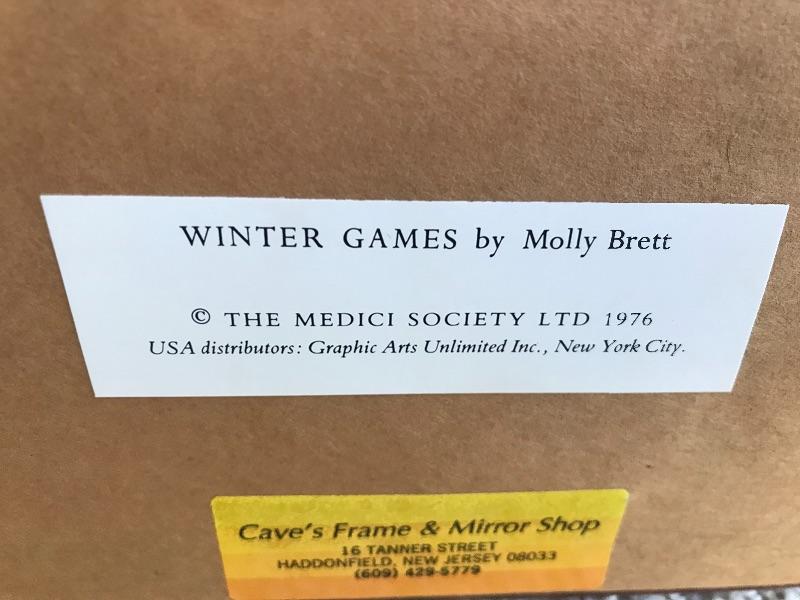 WINTER GAMES by Molly Brett
© THE MEDICI SOCIETY LTD 1976
USA distributors: Graphic Arts Unlimited Inc., New York City.
Cave's Frame & Mirror Shop
16 TANNER STREET
HADDONFIELD, NEW JERSEY 08033
(609) 429-5779